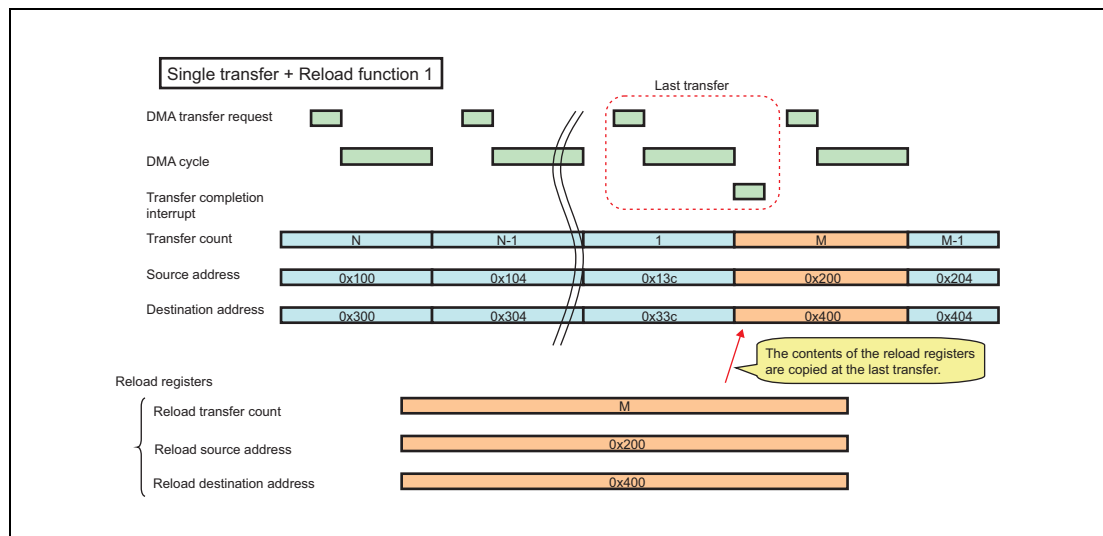 Single transfer + Reload function 1
Last transfer
DMA transfer request
DMA cycle
Transfer completion
interrupt
Transfer count
N
N-1
1
M
M-1
Source address
0x100
0x104
0x13c
0x200
0x204
Destination address
0x300
0x304
0x33c
0x400
0x404
The contents of the reload registers
are copied at the last transfer.
Reload registers
Reload transfer count
M
Reload source address
0x200
Reload destination address
0x400